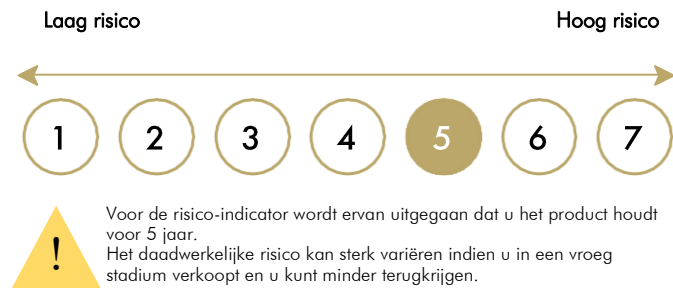 Laag risico Hoog risico
1 2 3 4 5 6 7
! Voor de risico-indicator wordt ervan uitgegaan dat u het product houdt
voor 5 jaar.
Het daadwerkelijke risico kan sterk variëren indien u in een vroeg
stadium verkoopt en u kunt minder terugkrijgen.